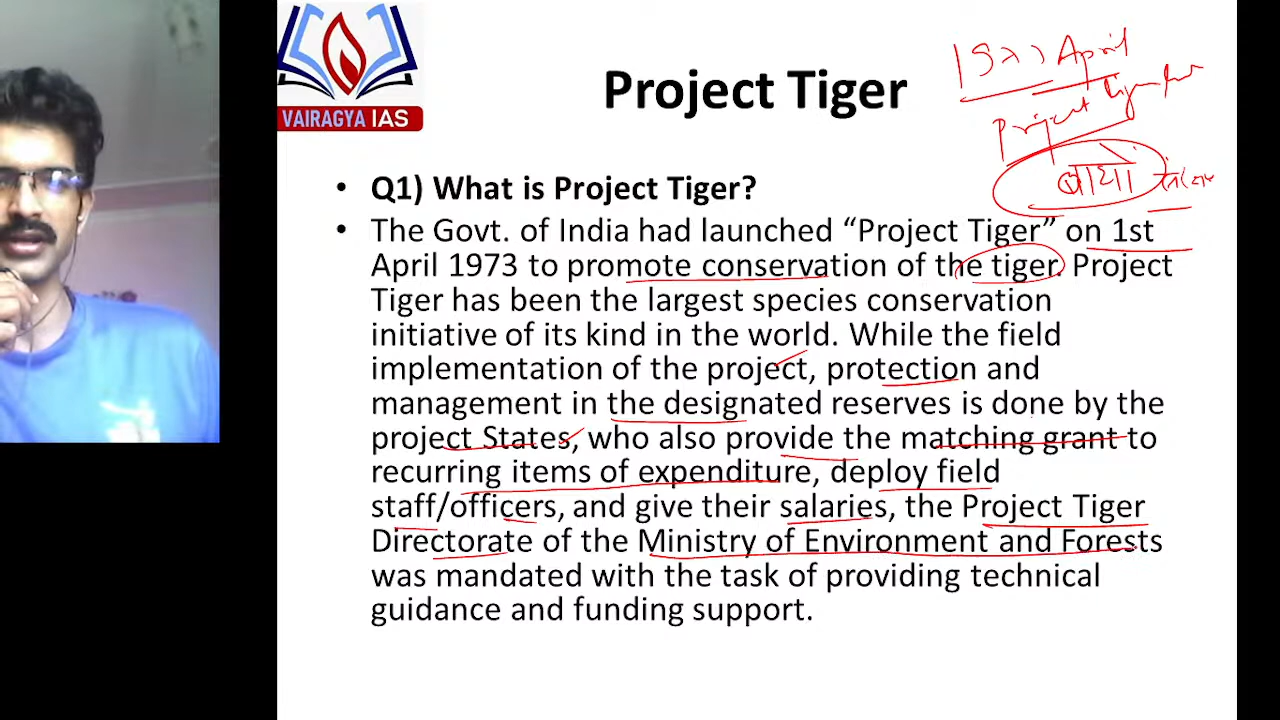 VAIRAGYA IAS
Project Tiger
April
Project
बाघो
• Q1) What is Project Tiger?
• The Govt. of India had launched “Project Tiger” on 1st
April 1973 to promote conservation of the tiger. Project
Tiger has been the largest species conservation
initiative of its kind in the world. While the field
implementation of the project, protection and
management in the designated reserves is done by the
project States, who also provide the matching grant to
recurring items of expenditure, deploy field
staff/officers, and give their salaries, the Project Tiger
Directorate of the Ministry of Environment and Forests
was mandated with the task of providing technical
guidance and funding support.